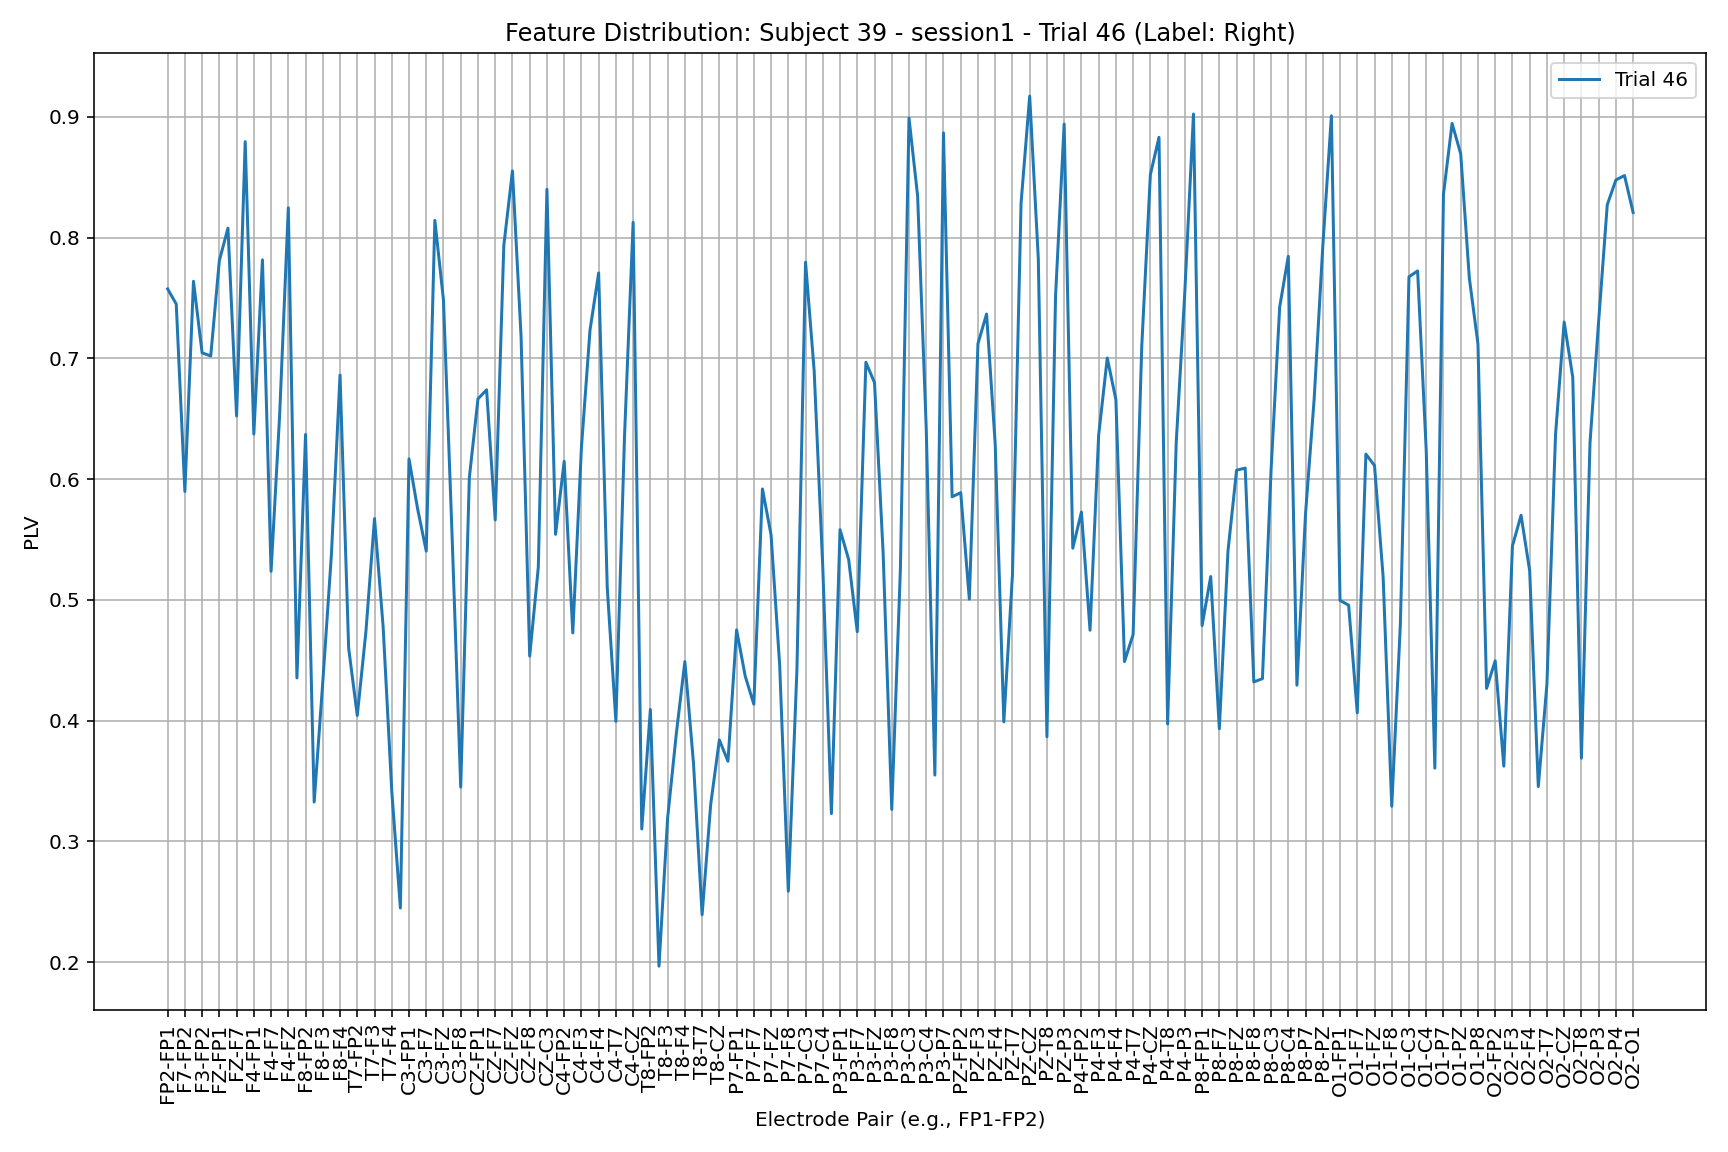 Feature Distribution: Subject 39 - session1 - Trial 46 (Label: Right)
Trial 46
PLV
0.9
0.8
0.7
0.6
0.5
0.4
0.3
0.2
FP2-FP1
F7-FP2
F3-FP2
FZ-FP1
FZ-F7
F4-FP1
F4-F7
F4-FZ
F8-FP2
F8-F3
F8-F4
T7-FP2
T7-F3
T7-F4
C3-FP1
C3-F7
C3-FZ
C3-F8
CZ-FP1
CZ-F7
CZ-FZ
CZ-F8
CZ-C3
C4-FP2
C4-F3
C4-F4
C4-T7
C4-CZ
T8-FP2
T8-F3
T8-F4
T8-T7
T8-CZ
P7-FP1
P7-F7
P7-FZ
P7-F8
P7-C3
P7-C4
P3-FP1
P3-F7
P3-FZ
P3-F8
P3-C3
P3-C4
P3-P7
PZ-FP2
PZ-F3
PZ-F4
PZ-T7
PZ-CZ
PZ-T8
PZ-P3
P4-FP2
P4-F3
P4-F4
P4-T7
P4-CZ
P4-T8
P4-P3
P8-FP1
P8-F7
P8-FZ
P8-F8
P8-C3
P8-C4
P8-P7
P8-PZ
O1-FP1
O1-F7
O1-FZ
O1-F8
O1-C3
O1-C4
O1-P7
O1-PZ
O1-P8
O2-FP2
O2-F3
O2-F4
O2-T7
O2-CZ
O2-T8
O2-P3
O2-P4
O2-O1
Electrode Pair (e.g., FP1-FP2)